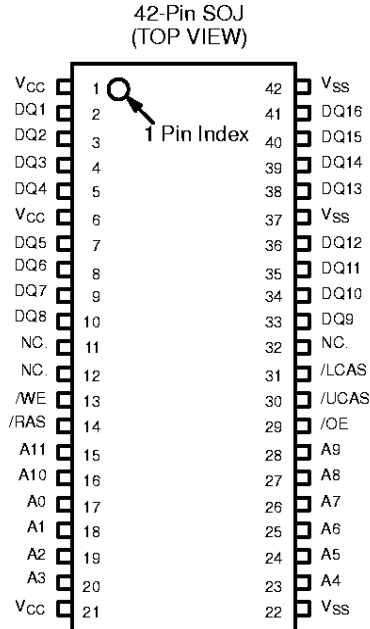 42-Pin SOJ
(TOP VIEW)
VCC 1 42 VSS
DQ1 2 41 DQ16
1 Pin Index
DQ2 3 40 DQ15
DQ3 4 39 DQ14
DQ4 5 38 DQ13
VCC 6 37 VSS
DQ5 7 36 DQ12
DQ6 8 35 DQ11
DQ7 9 34 DQ10
DQ8 10 33 DQ9
NC. 11 32 NC.
NC. 12 31 /LCAS
/WE 13 30 /UCAS
/RAS 14 29 /OE
A11 15 28 A9
A10 16 27 A8
A0 17 26 A7
A1 18 25 A6
A2 19 24 A5
A3 20 23 A4
VCC 21 22 VSS